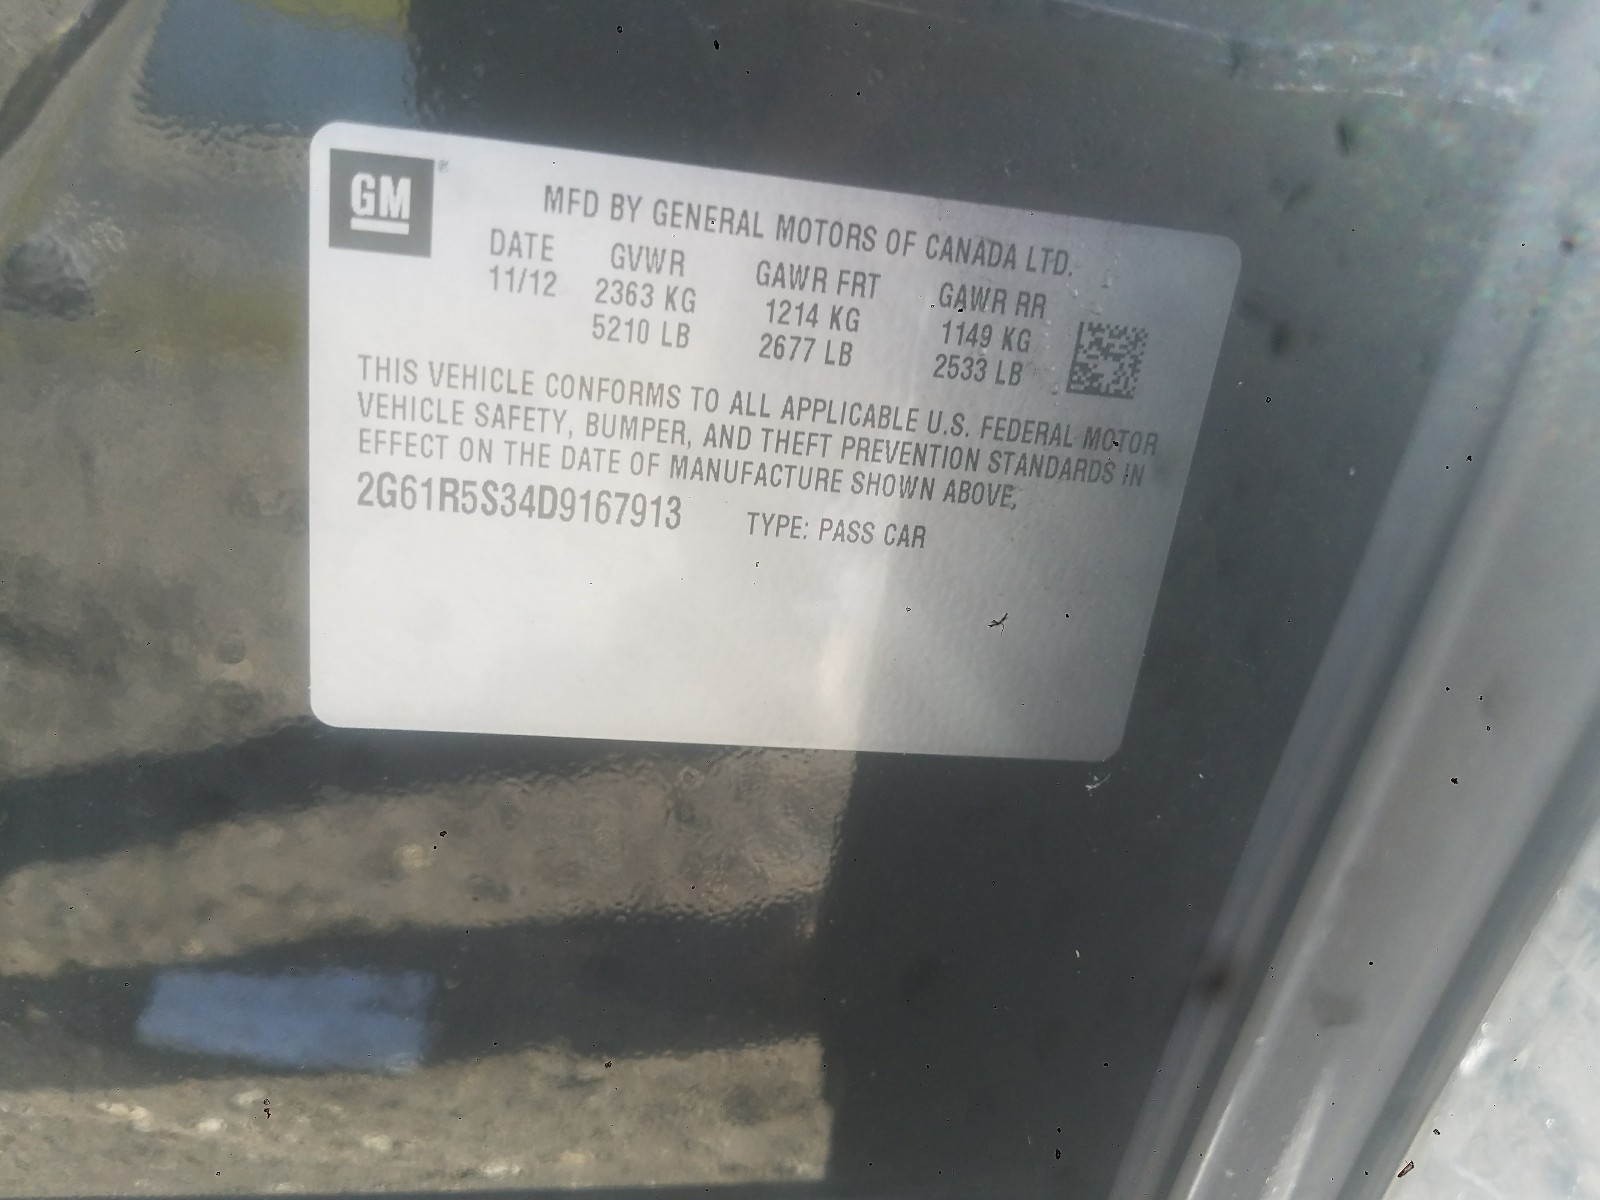 GM
MFD BY GENERAL MOTORS OF CANADA LTD.
DATE GVWR GAWR FRT GAWR RR
11/12 2363 KG 1214 KG 1149 KG
5210 LB 2677 LB 2533 LB
THIS VEHICLE CONFORMS TO ALL APPLICABLE U.S. FEDERAL MOTOR
VEHICLE SAFETY, BUMPER, AND THEFT PREVENTION STANDARDS IN
EFFECT ON THE DATE OF MANUFACTURE SHOWN ABOVE,
2G61R5S34D9167913 TYPE: PASS CAR